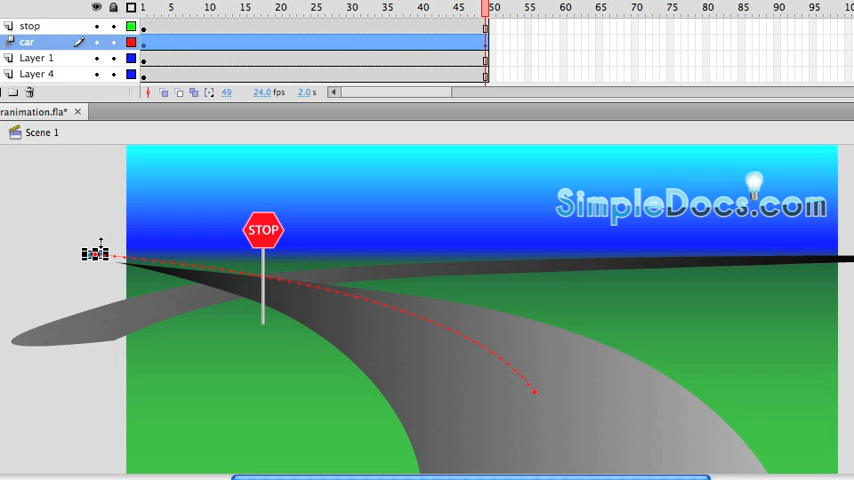 1 5 10 15 20 25 30 35 40 45 50 55 60 65 70 75 80 85 90 95 100
stop
car
Layer 1
Layer 4
49 24.0 fps 2.0 s
ranimation.fla*
Scene 1
SimpleDocs.com
STOP